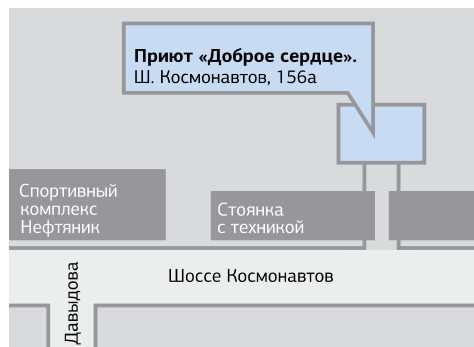 Приют «Доброе сердце».
Ш. Космонавтов, 156а
Спортивный
комплекс
Нефтяник
Стоянка
с техникой
Шоссе Космонавтов
Давыдова